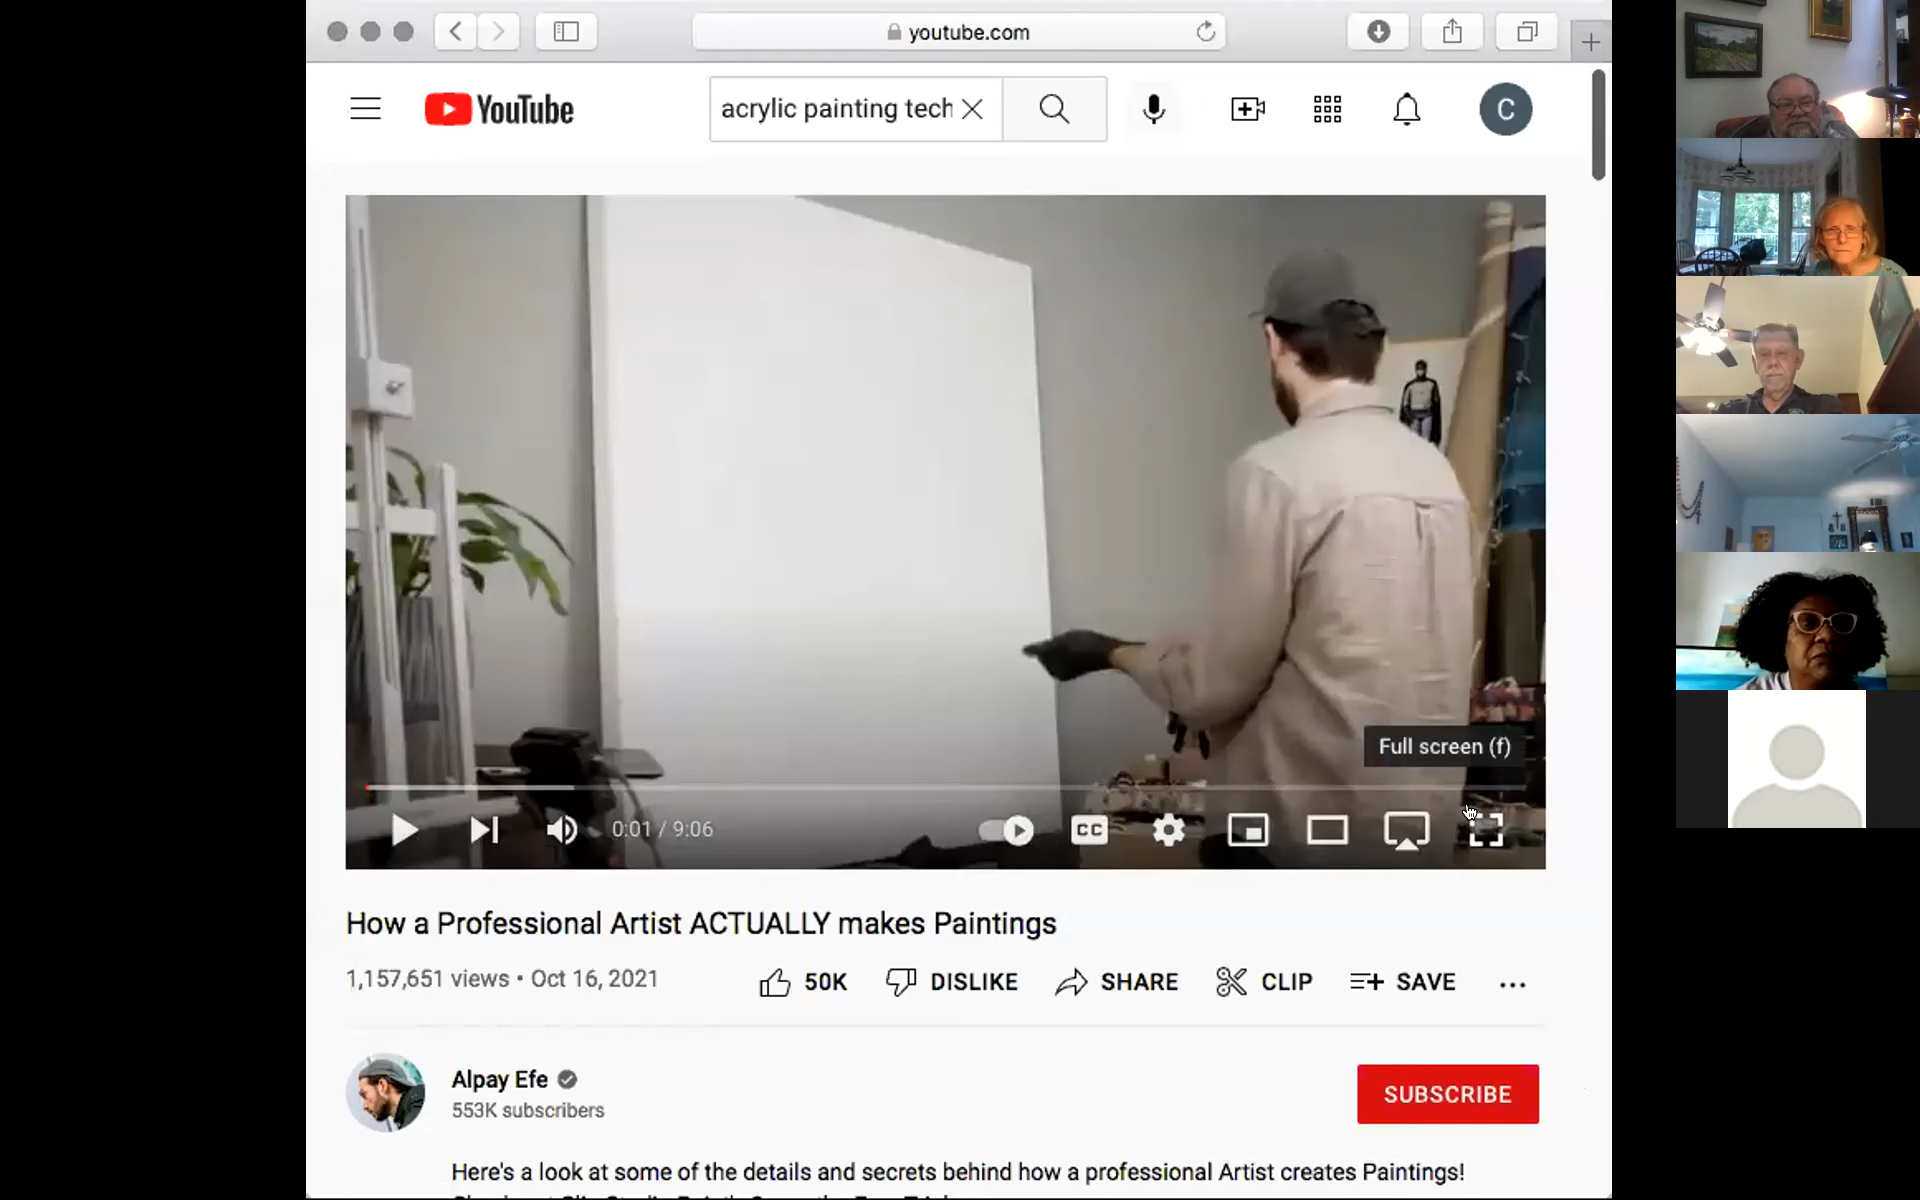 youtube.com
YouTube
acrylic painting tech
C
Full screen (f)
0:01 / 9:06
CC
How a Professional Artist ACTUALLY makes Paintings
1,157,651 views • Oct 16, 2021
50K
DISLIKE
SHARE
CLIP
SAVE
Alpay Efe
553K subscribers
SUBSCRIBE
Here's a look at some of the details and secrets behind how a professional Artist creates Paintings!